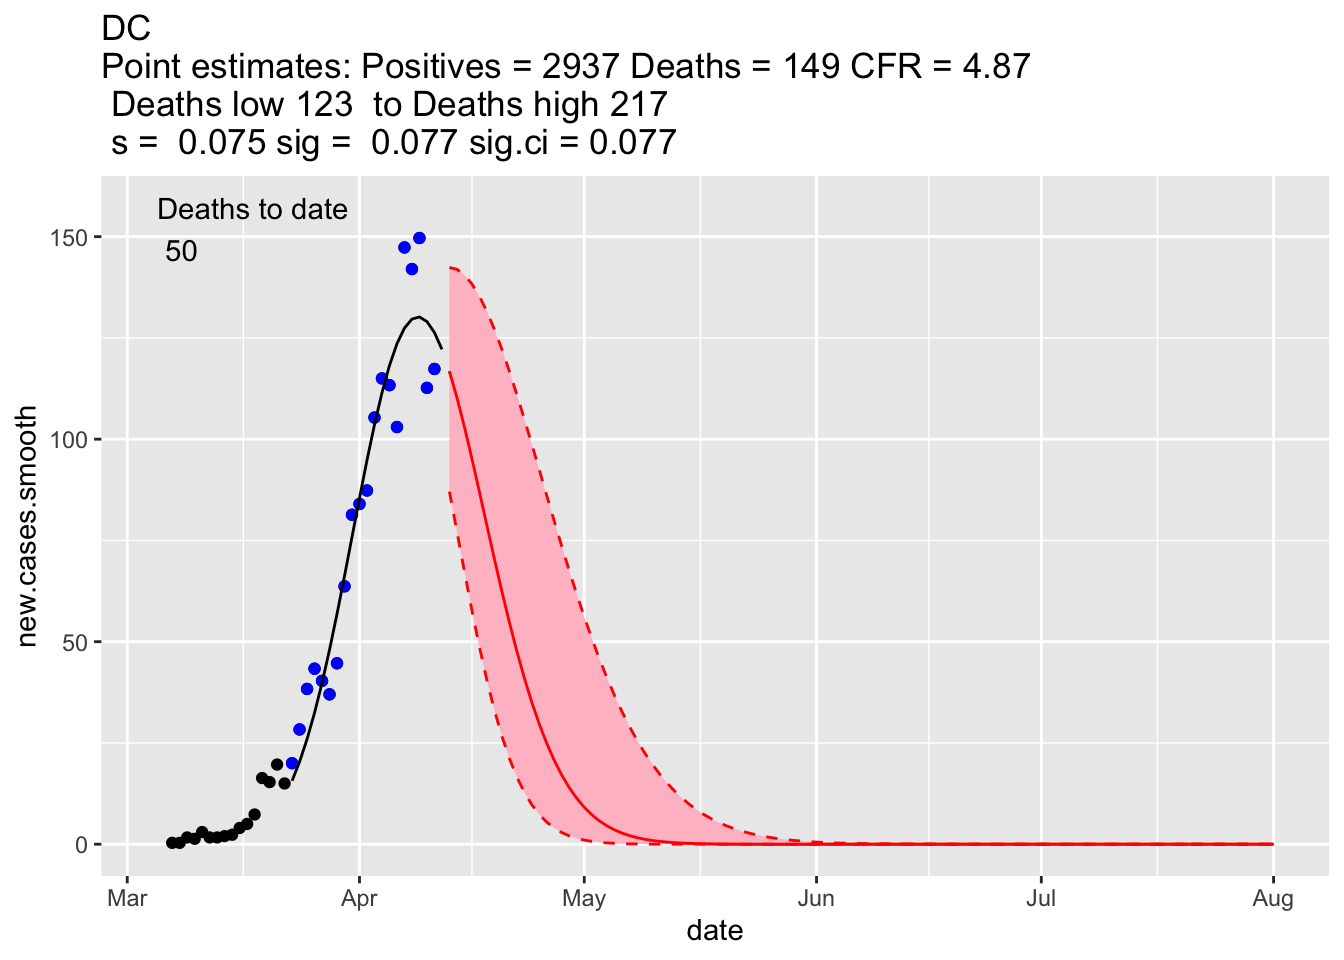 DC
Point estimates: Positives = 2937 Deaths = 149 CFR = 4.87
Deaths low 123  to Deaths high 217
s =  0.075 sig =  0.077 sig.ci = 0.077
Deaths to date
50
150
100
50
0
new.cases.smooth
Mar Apr May Jun Jul Aug
date